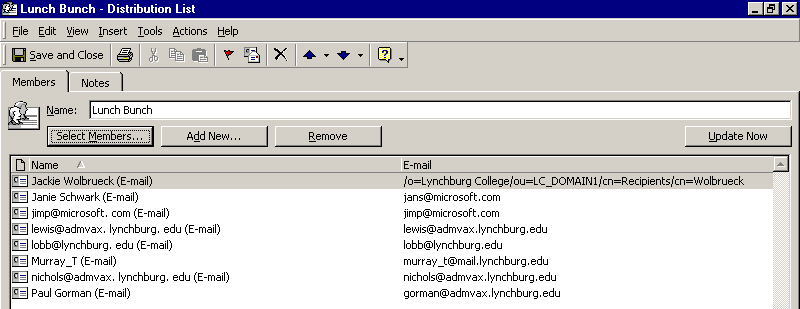 Lunch Bunch - Distribution List
File Edit View Insert Tools Actions Help
Save and Close
Members Notes
Name: Lunch Bunch
Select Members... Add New... Remove Update Now
Name E-mail
Jackie Wolbrueck (E-mail) /o=Lynchburg College/ou=LC_DOMAIN1/cn=Recipients/cn=Wolbrueck
Janie Schwark (E-mail) jans@microsoft.com
jimp@microsoft. com (E-mail) jimp@microsoft.com
lewis@admvax. lynchburg. edu (E-mail) lewis@admvax.lynchburg.edu
lobb@lynchburg. edu (E-mail) lobb@lynchburg.edu
Murray_T (E-mail) murray_t@mail.lynchburg.edu
nichols@admvax. lynchburg. edu (E-mail) nichols@admvax.lynchburg.edu
Paul Gorman (E-mail) gorman@admvax.lynchburg.edu